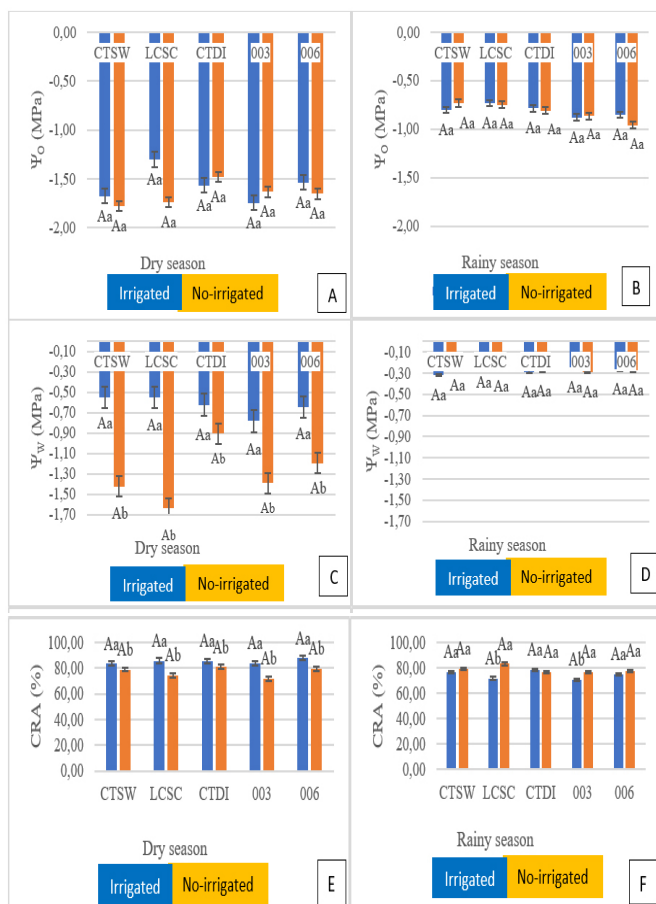 0,00
-0,50
-1,00
-1,50
-2,00
Ψ_O (MPa)
CTSW LCSC CTDI 003 006
Aa Aa Aa Aa Aa Aa Aa Aa Aa Aa
Dry season
Irrigated No-irrigated
A
0,00
-0,50
-1,00
-1,50
-2,00
Ψ_O (MPa)
CTSW LCSC CTDI 003 006
Aa Aa Aa Aa Aa Aa Aa Aa Aa Aa
Rainy season
Irrigated No-irrigated
B
-0,10
-0,30
-0,50
-0,70
-0,90
-1,10
-1,30
-1,50
-1,70
Ψ_W (MPa)
CTSW LCSC CTDI 003 006
Aa Ab Aa Ab Aa Ab Aa Ab Aa Ab
Dry season
Irrigated No-irrigated
C
-0,10
-0,30
-0,50
-0,70
-0,90
-1,10
-1,30
-1,50
-1,70
Ψ_W (MPa)
CTSW LCSC CTDI 003 006
Aa Aa Aa Aa Aa Aa Aa Aa Aa Aa
Rainy season
Irrigated No-irrigated
D
100,00
80,00
60,00
40,00
20,00
0,00
CRA (%)
Aa Ab Aa Ab Aa Ab Aa Ab Aa Ab
CTSW LCSC CTDI 003 006
Dry season
Irrigated No-irrigated
E
100,00
80,00
60,00
40,00
20,00
0,00
CRA (%)
Aa Aa Ab Aa Aa Aa Ab Aa Aa Aa
CTSW LCSC CTDI 003 006
Rainy season
Irrigated No-irrigated
F